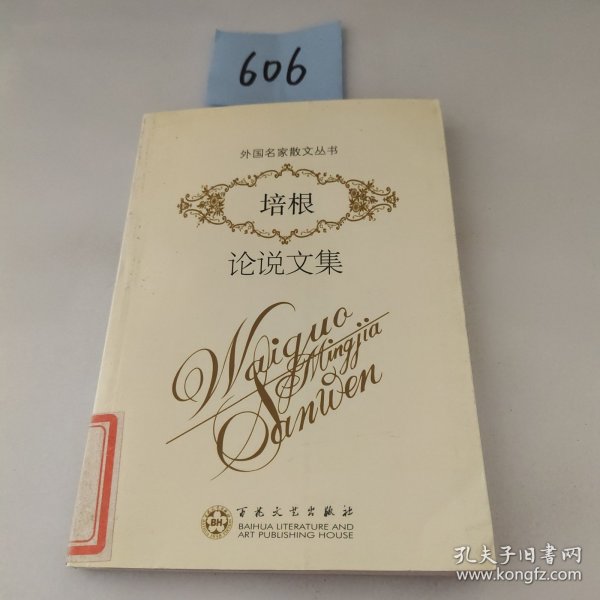 606
外国名家散文丛书
培根
论说文集
Waiguo
Mingjia
Sanwen
BH
百花文艺出版社
BAIHUA LITERATURE AND
ART PUBLISHING HOUSE
孔夫子旧书网
www.kongfz.com